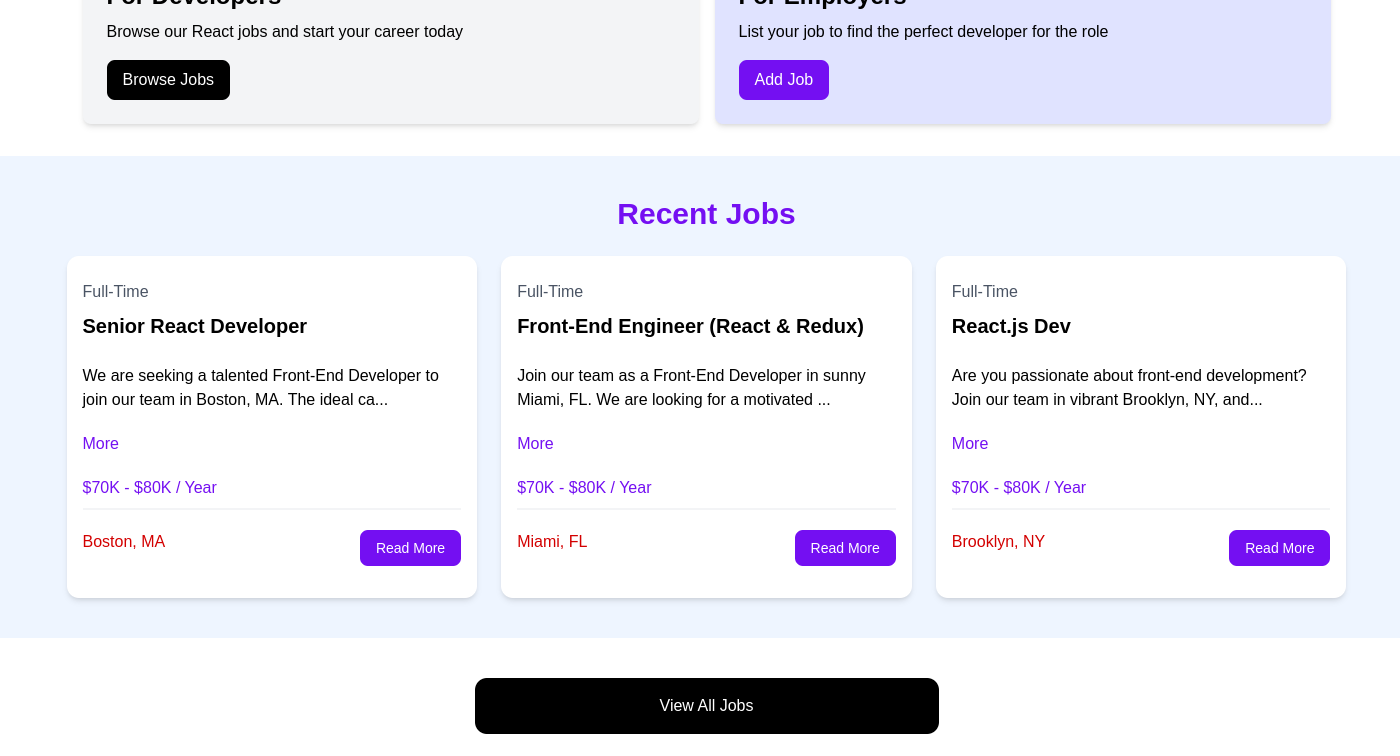 For Developers
Browse our React jobs and start your career today
Browse Jobs
For Employers
List your job to find the perfect developer for the role
Add Job
Recent Jobs
Full-Time
Senior React Developer
We are seeking a talented Front-End Developer to
join our team in Boston, MA. The ideal ca...
More
$70K - $80K / Year
Boston, MA
Read More
Full-Time
Front-End Engineer (React & Redux)
Join our team as a Front-End Developer in sunny
Miami, FL. We are looking for a motivated ...
More
$70K - $80K / Year
Miami, FL
Read More
Full-Time
React.js Dev
Are you passionate about front-end development?
Join our team in vibrant Brooklyn, NY, and...
More
$70K - $80K / Year
Brooklyn, NY
Read More
View All Jobs